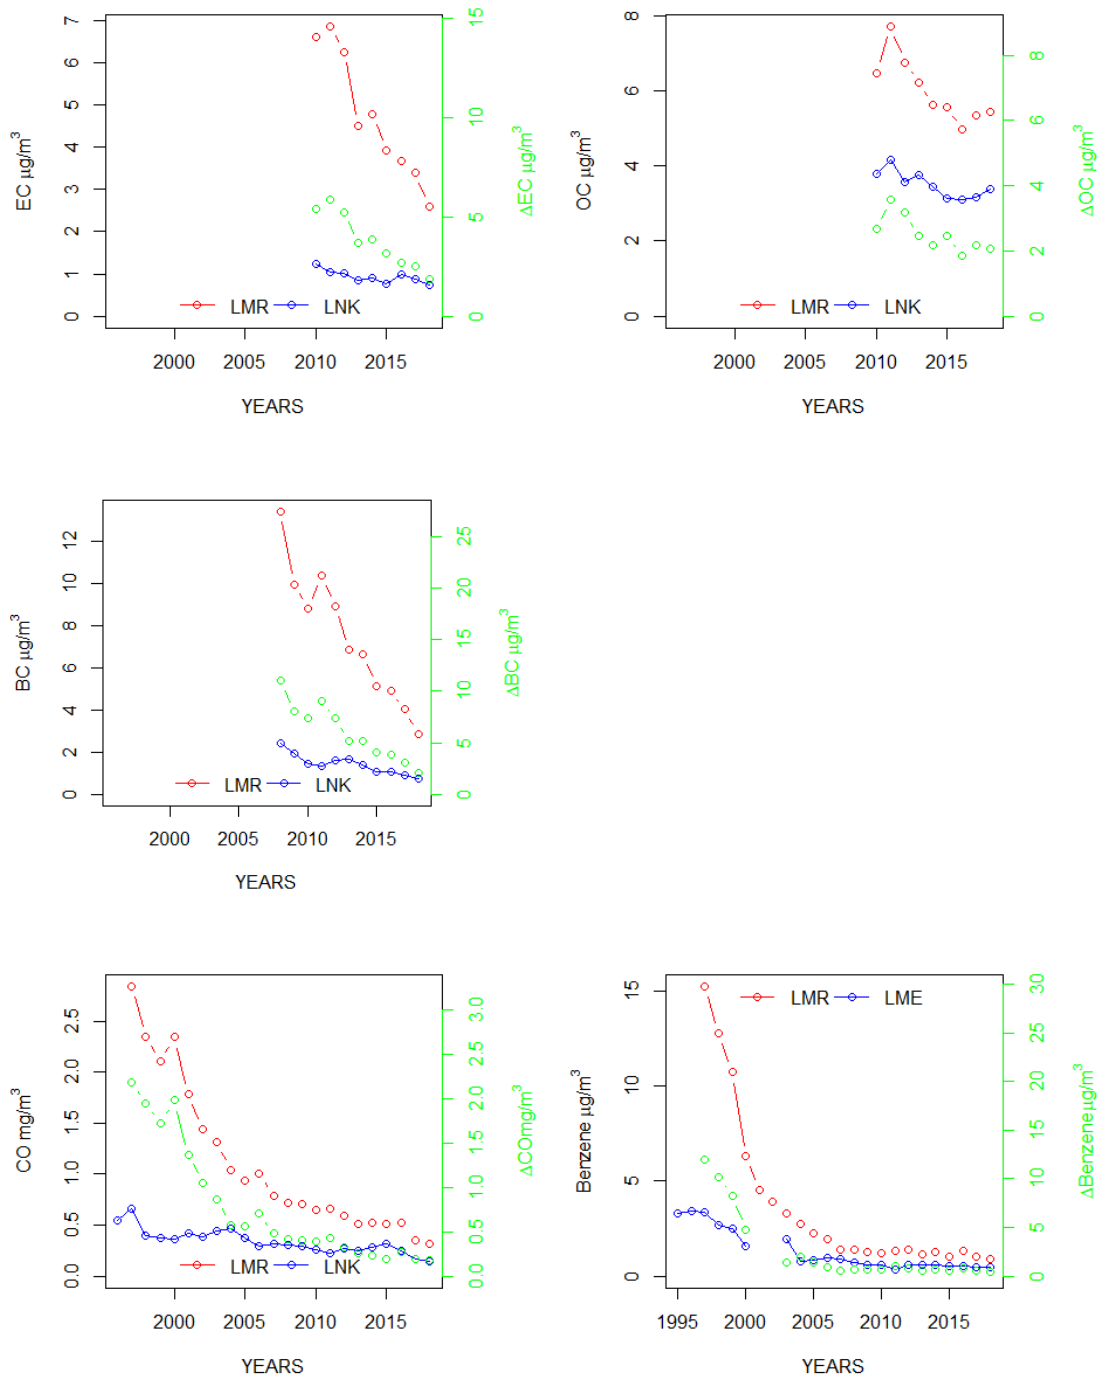 EC μg/m³
0 1 2 3 4 5 6 7
ΔEC μg/m³
0 5 10 15
LMR LNK
2000 2005 2010 2015
YEARS
OC μg/m³
0 2 4 6 8
ΔOC μg/m³
0 2 4 6 8
LMR LNK
2000 2005 2010 2015
YEARS
BC μg/m³
0 2 4 6 8 10 12
ΔBC μg/m³
0 5 10 15 20 25
LMR LNK
2000 2005 2010 2015
YEARS
CO mg/m³
0.0 0.5 1.0 1.5 2.0 2.5
ΔCOmg/m³
0.0 0.5 1.0 1.5 2.0 2.5 3.0
LMR LNK
2000 2005 2010 2015
YEARS
Benzene μg/m³
0 5 10 15
ΔBenzeneμg/m³
0 5 10 15 20 25 30
LMR LME
1995 2000 2005 2010 2015
YEARS